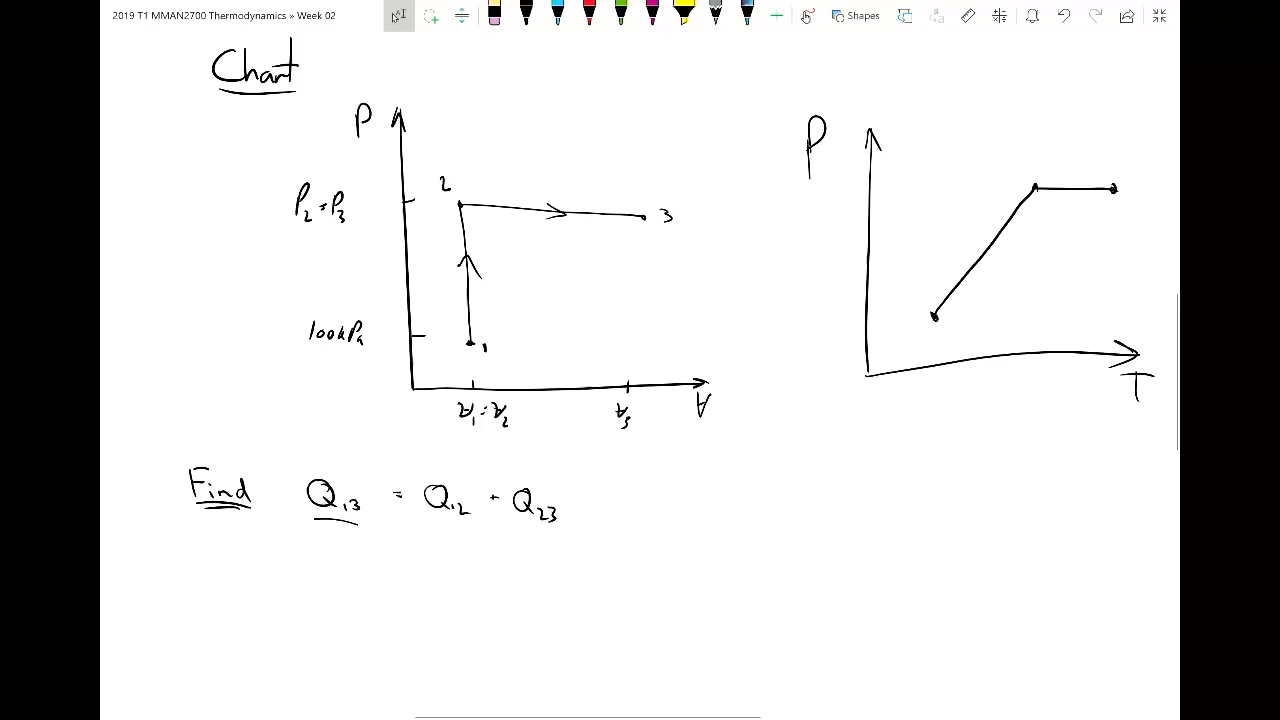 2019 T1 MMAN2700 Thermodynamics » Week 02
Shapes
Chart
P
2
P₂ = P₃
3
100kPa
1
V₁ = V₂
V₃
V
P
T
Find Q₁₃ = Q₁₂ + Q₂₃